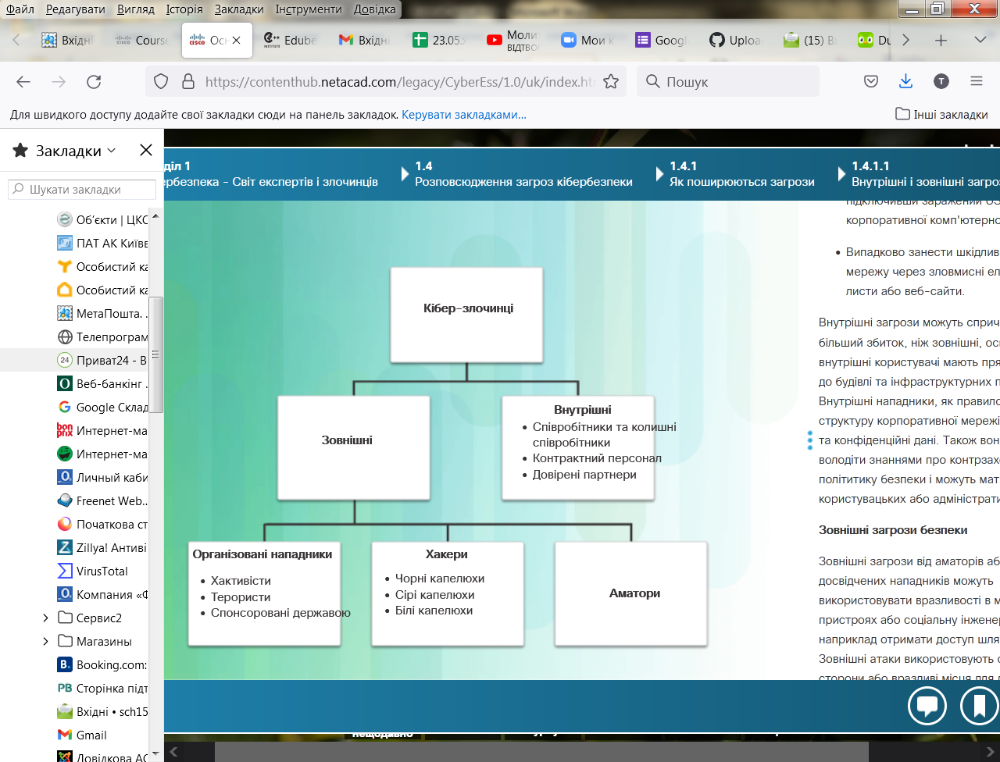 Файл Редагувати Вигляд Історія Закладки Інструменти Довідка
Вхідні Course Осн Edube Вхідні 23.05. Молит Мои к Googl Uploa (15) Вх Du
ВІДТВОР
https://contenthub.netacad.com/legacy/CyberEss/1.0/uk/index.htm Пошук
Для швидкого доступу додайте свої закладки сюди на панель закладок. Керувати закладками... Інші закладки
Закладки
Шукати закладки
Об'єкти | ЦКС
ПАТ АК Київв
Особистий ка
Особистий ка
МетаПошта. .
Телепрограм
Приват24 - В
Веб-банкінг .
Google Склад
Интернет-ма
Интернет-ма
Личный каби
Freenet Web...
Початкова ст
Zillya! Антиві
VirusTotal
Компания «Ф
Сервис2
Магазины
Booking.com:
Сторінка підт
Вхідні • sch15
Gmail
Довідкова АС
діл 1
ербезпека - Світ експертів і злочинців
1.4
Розповсюдження загроз кібербезпеки
1.4.1
Як поширюються загрози
1.4.1.1
Внутрішні і зовнішні загроз
Кібер-злочинці
Зовнішні
Внутрішні
• Співробітники та колишні
співробітники
• Контрактний персонал
• Довірені партнери
Організовані нападники
• Хактивісти
• Терористи
• Спонсоровані державою
Хакери
• Чорні капелюхи
• Сірі капелюхи
• Білі капелюхи
Аматори
підключивши заражений US
корпоративної комп'ютерно
• Випадково занести шкідлив
мережу через зловмисні ел
листи або веб-сайти.
Внутрішні загрози можуть сприч
більший збиток, ніж зовнішні, ос
внутрішні користувачі мають пря
до будівлі та інфраструктурних п
Внутрішні нападники, як правило
структуру корпоративної мережі
та конфіденційні дані. Також вон
володіти знаннями про контрзах
політитику безпеки і можуть мат
користувацьких або адміністрати
Зовнішні загрози безпеки
Зовнішні загрози від аматорів аб
досвідчених нападників можуть
використовувати вразливості в м
пристроях або соціальну інженер
наприклад отримати доступ шля
Зовнішні атаки використовують с
сторони або вразливі місця для п
нещодавно